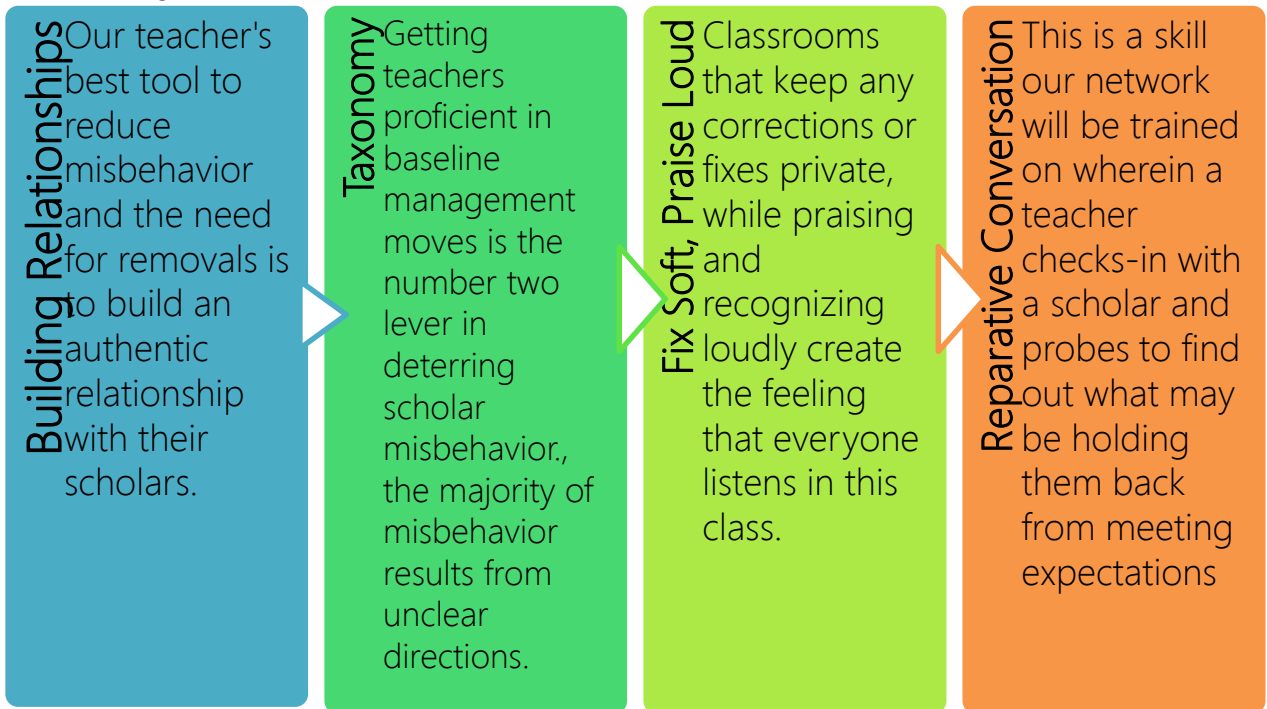 Building Relationships
Our teacher's
best tool to
reduce
misbehavior
and the need
for removals is
to build an
authentic
relationship
with their
scholars.
Taxonomy
Getting
teachers
proficient in
baseline
management
moves is the
number two
lever in
deterring
scholar
misbehavior.,
the majority of
misbehavior
results from
unclear
directions.
Fix Soft, Praise Loud
Classrooms
that keep any
corrections or
fixes private,
while praising
and
recognizing
loudly create
the feeling
that everyone
listens in this
class.
Reparative Conversation
This is a skill
our network
will be trained
on wherein a
teacher
checks-in with
a scholar and
probes to find
out what may
be holding
them back
from meeting
expectations